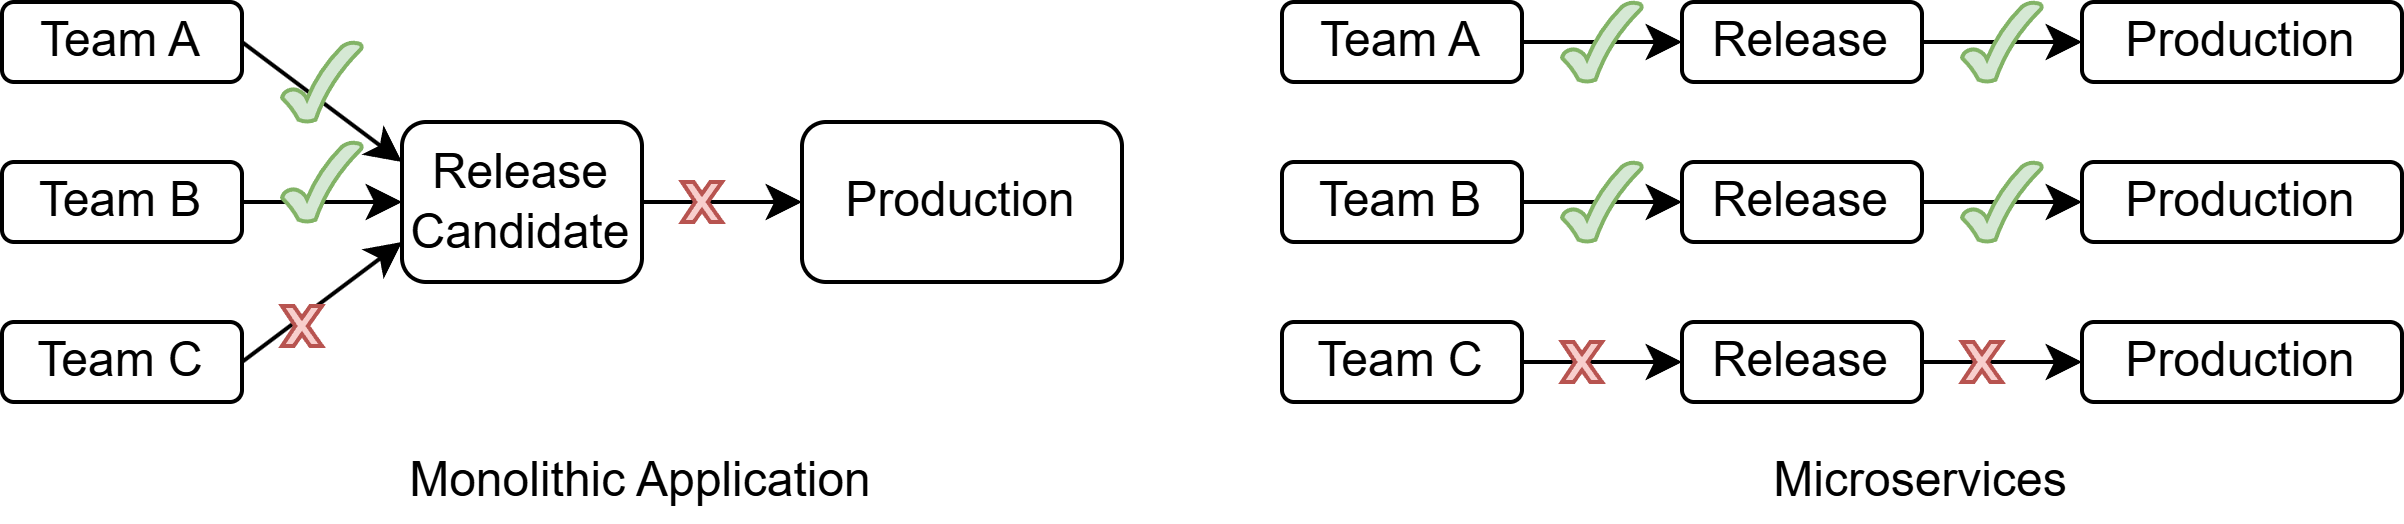 Team A
Team B
Team C
Release
Candidate
Production
Monolithic Application
Team A
Release
Production
Team B
Release
Production
Team C
Release
Production
Microservices